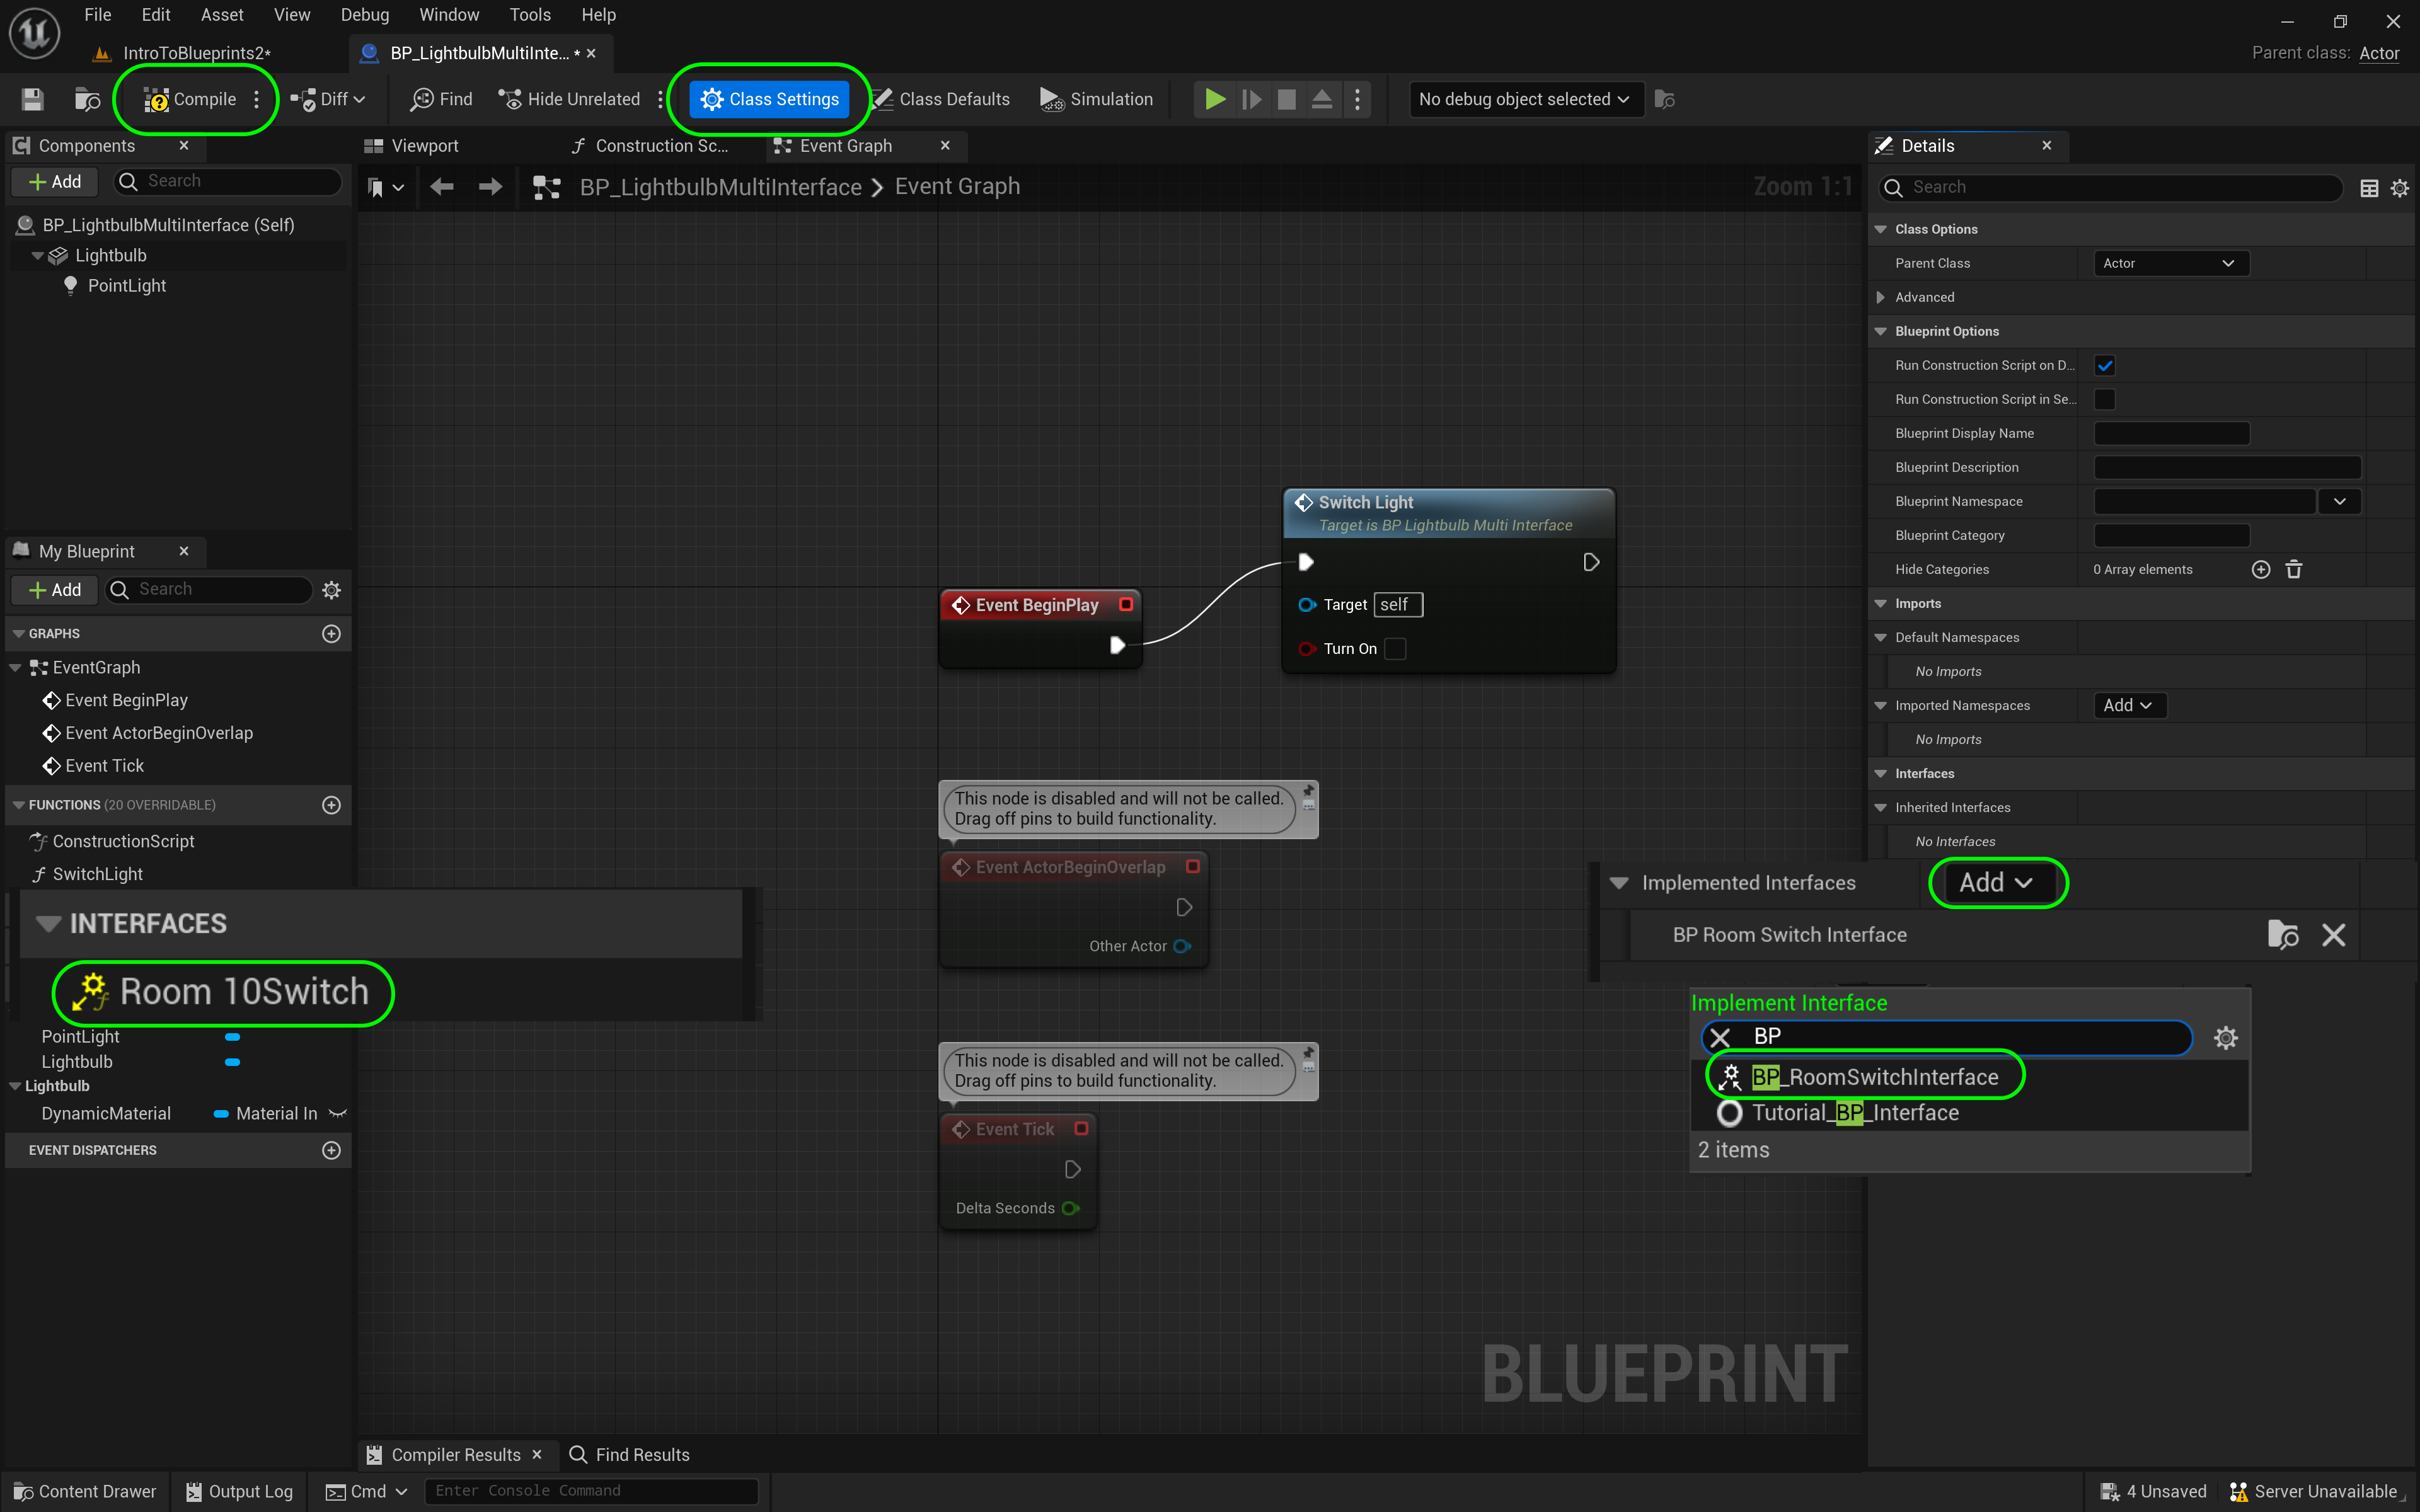 File Edit Asset View Debug Window Tools Help
IntroToBlueprints2*
BP_LightbulbMultiInte... *
Parent class: Actor
Compile
Diff
Find
Hide Unrelated
Class Settings
Class Defaults
Simulation
No debug object selected
Components
Add
Search
BP_LightbulbMultiInterface (Self)
Lightbulb
PointLight
My Blueprint
Add
Search
GRAPHS
EventGraph
Event BeginPlay
Event ActorBeginOverlap
Event Tick
FUNCTIONS (20 OVERRIDABLE)
ConstructionScript
SwitchLight
INTERFACES
Room 10Switch
PointLight
Lightbulb
Lightbulb
DynamicMaterial Material In
EVENT DISPATCHERS
Viewport
Construction Sc...
Event Graph
BP_LightbulbMultiInterface > Event Graph
Zoom 1:1
Switch Light
Target is BP Lightbulb Multi Interface
Target self
Turn On
Event BeginPlay
This node is disabled and will not be called.
Drag off pins to build functionality.
Event ActorBeginOverlap
Other Actor
This node is disabled and will not be called.
Drag off pins to build functionality.
Event Tick
Delta Seconds
BLUEPRINT
Details
Search
Class Options
Parent Class Actor
Advanced
Blueprint Options
Run Construction Script on D...
Run Construction Script in Se...
Blueprint Display Name
Blueprint Description
Blueprint Namespace
Blueprint Category
Hide Categories 0 Array elements
Imports
Default Namespaces
No Imports
Imported Namespaces Add
No Imports
Interfaces
Inherited Interfaces
No Interfaces
Implemented Interfaces Add
BP Room Switch Interface
Implement Interface
BP
BP_RoomSwitchInterface
Tutorial_BP_Interface
2 items
Compiler Results
Find Results
Content Drawer
Output Log
Cmd
Enter Console Command
4 Unsaved
Server Unavailable